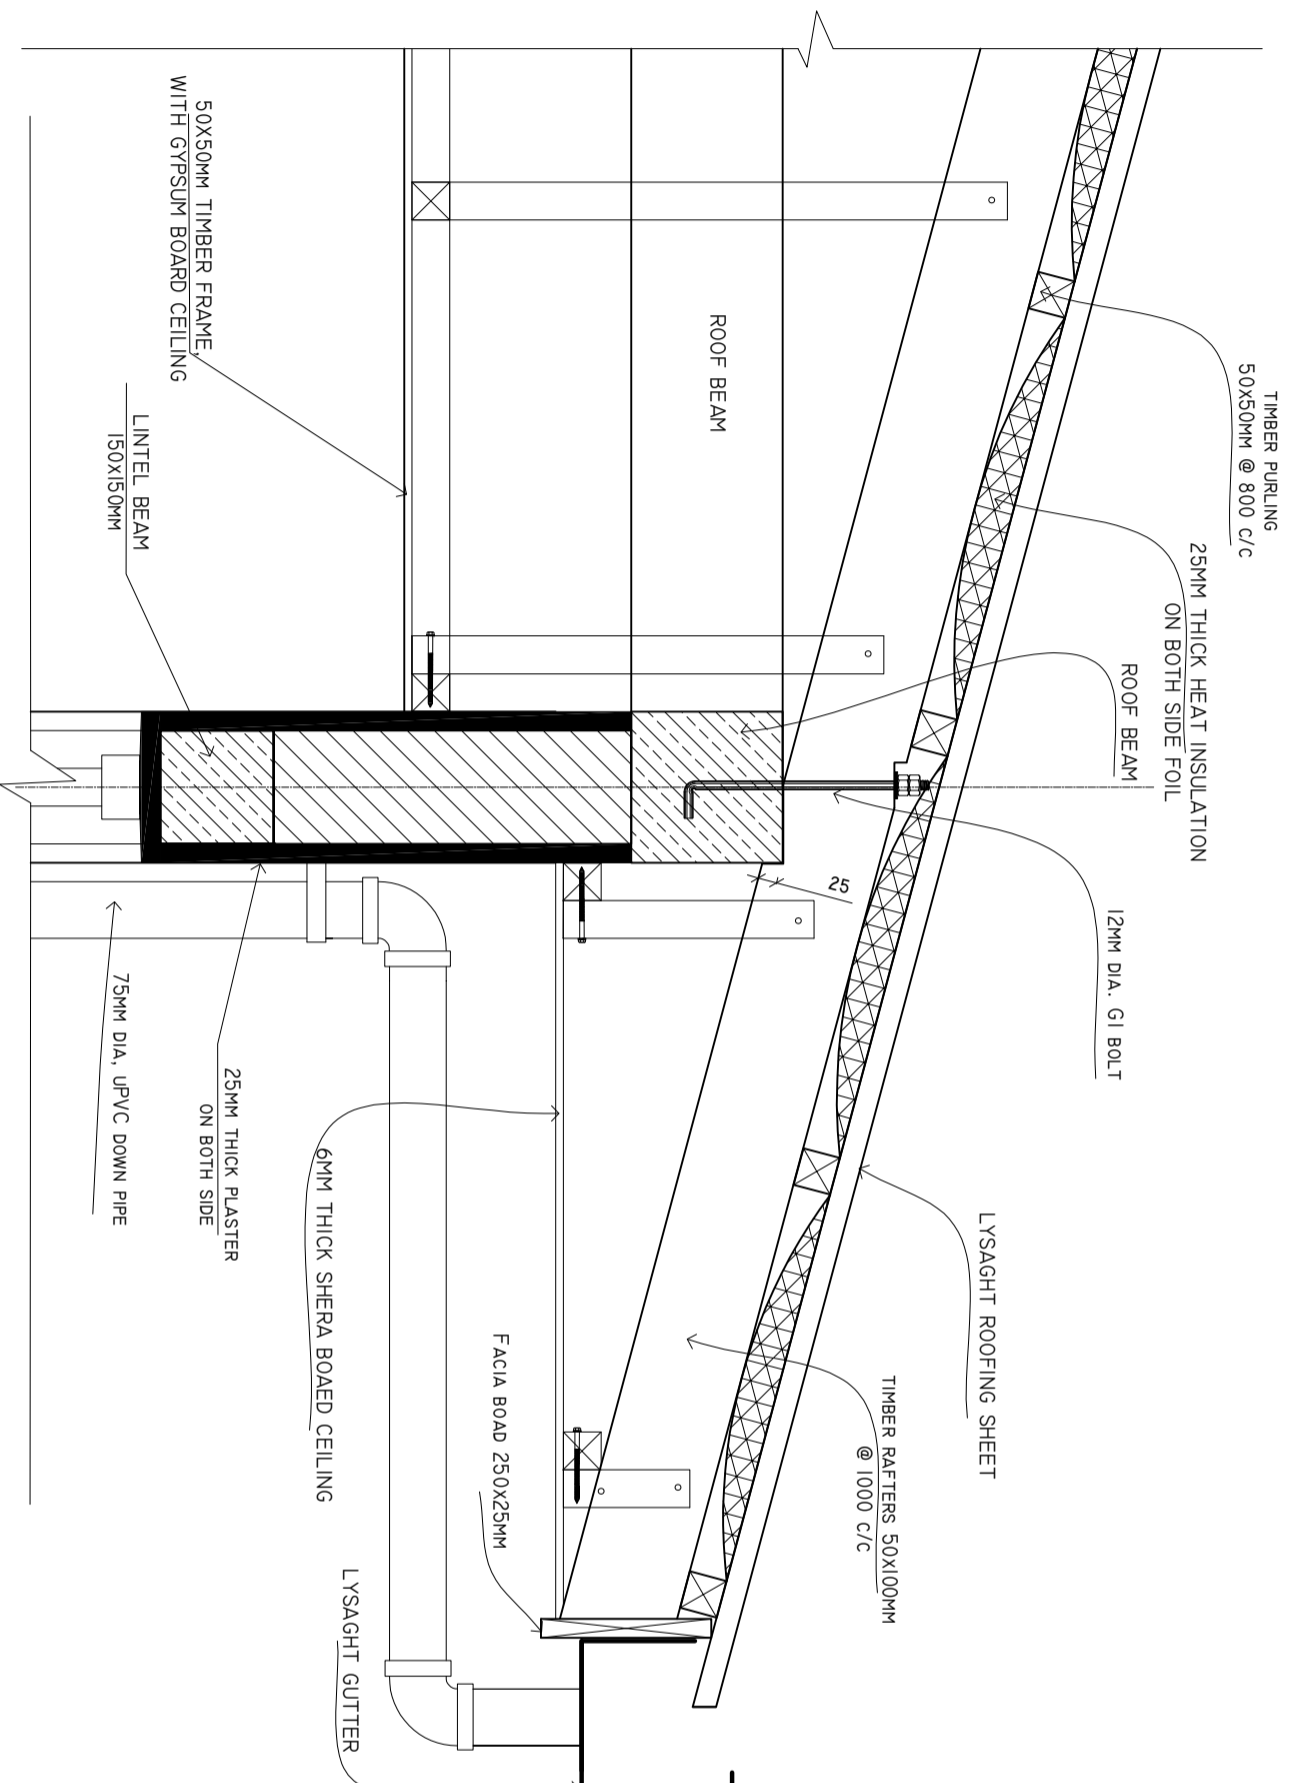 TIMBER PURLING
50X50MM @ 800 C/C
25MM THICK HEAT INSULATION
ON BOTH SIDE FOIL
ROOF BEAM
12MM DIA. GI BOLT
LYSAGHT ROOFING SHEET
TIMBER RAFTERS 50X100MM
@ 1000 C/C
25
ROOF BEAM
50X50MM TIMBER FRAME,
WITH GYPSUM BOARD CEILING
LINTEL BEAM
150X150MM
75MM DIA, UPVC DOWN PIPE
25MM THICK PLASTER
ON BOTH SIDE
6MM THICK SHERA BOAED CEILING
FACIA BOAD 250X25MM
LYSAGHT GUTTER